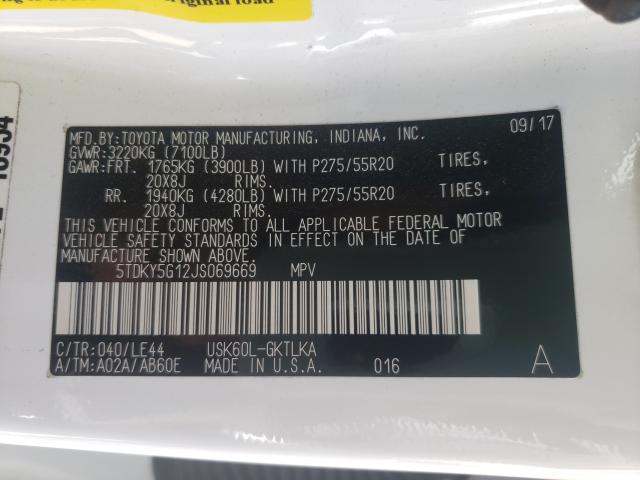 MFD.BY:TOYOTA MOTOR MANUFACTURING, INDIANA, INC. 09/17
GVWR:3220KG (7100LB)
GAWR:FRT. 1765KG (3900LB) WITH P275/55R20 TIRES,
20X8J RIMS.
RR. 1940KG (4280LB) WITH P275/55R20 TIRES,
20X8J RIMS.
THIS VEHICLE CONFORMS TO ALL APPLICABLE FEDERAL MOTOR
VEHICLE SAFETY STANDARDS IN EFFECT ON THE DATE OF
MANUFACTURE SHOWN ABOVE.
5TDKY5G12JS069669 MPV
C/TR:040/LE44 USK60L-GKTLKA
A/TM:A02A/AB60E MADE IN U.S.A. 016 A